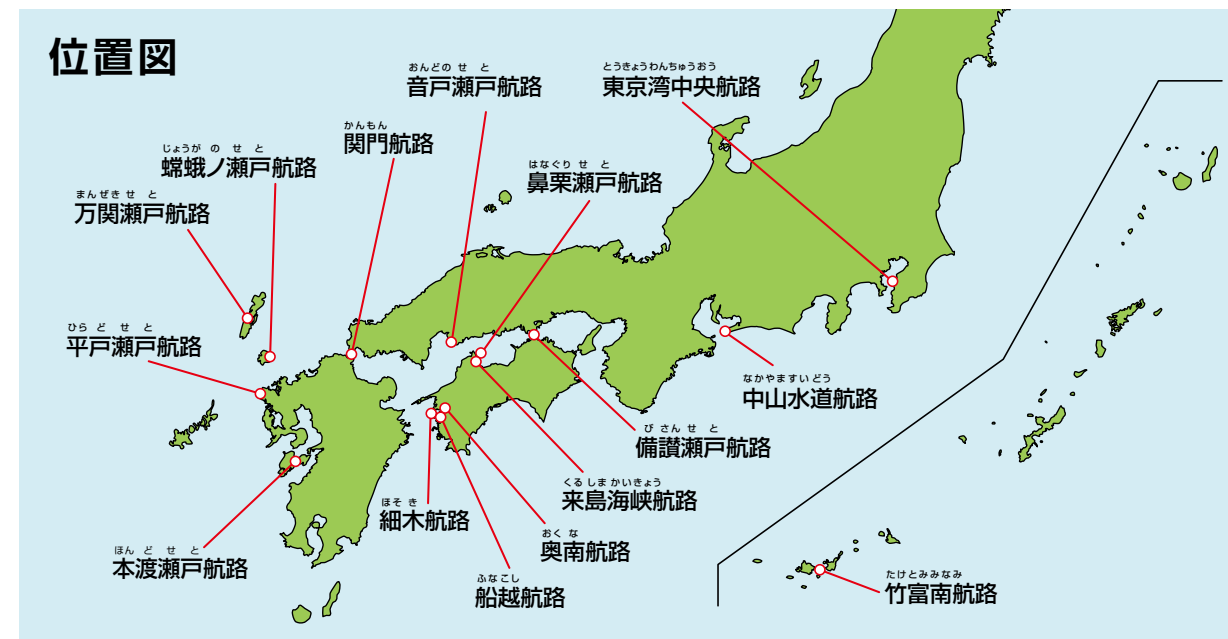 位置図
おんどのせと
音戸瀬戸航路
とうきょうわんちゅうおう
東京湾中央航路
かんもん
関門航路
じょうがのせと
蠑蛾ノ瀬戸航路
はなぐりせと
鼻栗瀬戸航路
まんぜきせと
万関瀬戸航路
ひらどせと
平戸瀬戸航路
なかやますいどう
中山水道航路
びさんせと
備讃瀬戸航路
くるしまかいきょう
来島海峡航路
ほそき
細木航路
おくな
奥南航路
ほんどせと
本渡瀬戸航路
ふなこし
船越航路
たけとみみなみ
竹富南航路